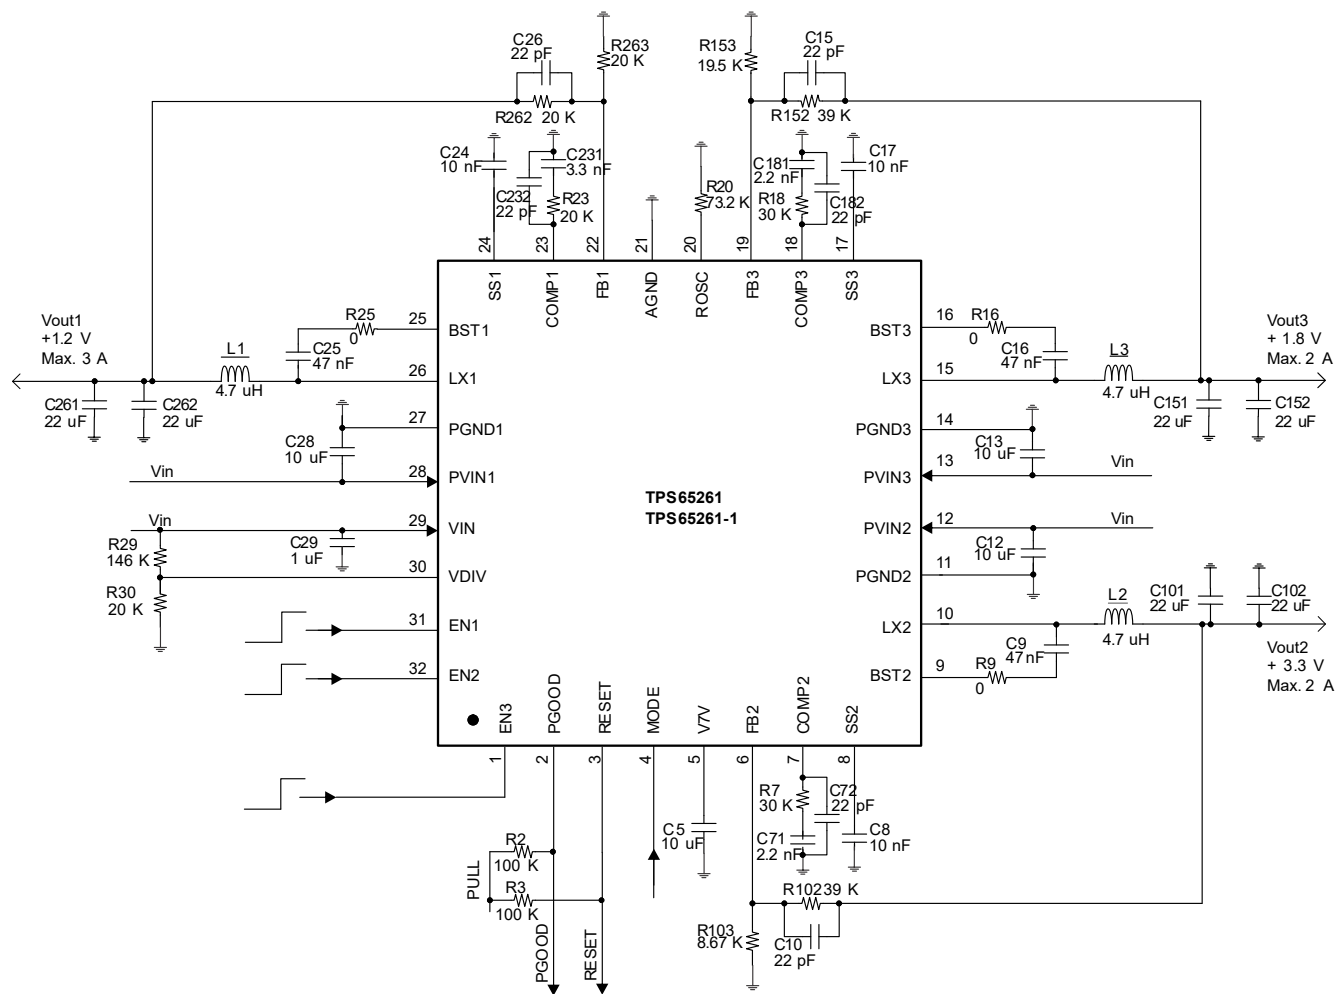 C26
22 pF
R263
20 K
R262 20 K
R153
19.5 K
C15
22 pF
R152 39 K
C24
10 nF
C231
3.3 nF
C232
22 pF
R23
20 K
R20
73.2 K
C181
2.2 nF
R18
30 K
C182
22 pF
C17
10 nF
24
23
22
21
20
19
18
17
SS1
COMP1
FB1
AGND
ROSC
FB3
COMP3
SS3
Vout1
+1.2 V
Max. 3 A
L1
4.7 uH
R25
0
C25
47 nF
C261
22 uF
C262
22 uF
C28
10 uF
Vin
Vin
R29
146 K
C29
1 uF
R30
20 K
25
26
27
28
29
30
31
32
BST1
LX1
PGND1
PVIN1
VIN
VDIV
EN1
EN2
TPS65261
TPS65261-1
BST3
LX3
PGND3
PVIN3
PVIN2
PGND2
LX2
BST2
16
15
14
13
12
11
10
9
R16
0
C16
47 nF
L3
4.7 uH
Vout3
+ 1.8 V
Max. 2 A
C151
22 uF
C152
22 uF
C13
10 uF
Vin
Vin
C12
10 uF
L2
4.7 uH
C101
22 uF
C102
22 uF
C9
47 nF
R9
0
Vout2
+ 3.3 V
Max. 2 A
EN3
PGOOD
RESET
MODE
V7V
FB2
COMP2
SS2
1
2
3
4
5
6
7
8
R2
100 K
R3
100 K
PULL
PGOOD
RESET
C5
10 uF
R7
30 K
C72
22 pF
C71
2.2 nF
C8
10 nF
R102 39 K
R103
8.67 K
C10
22 pF